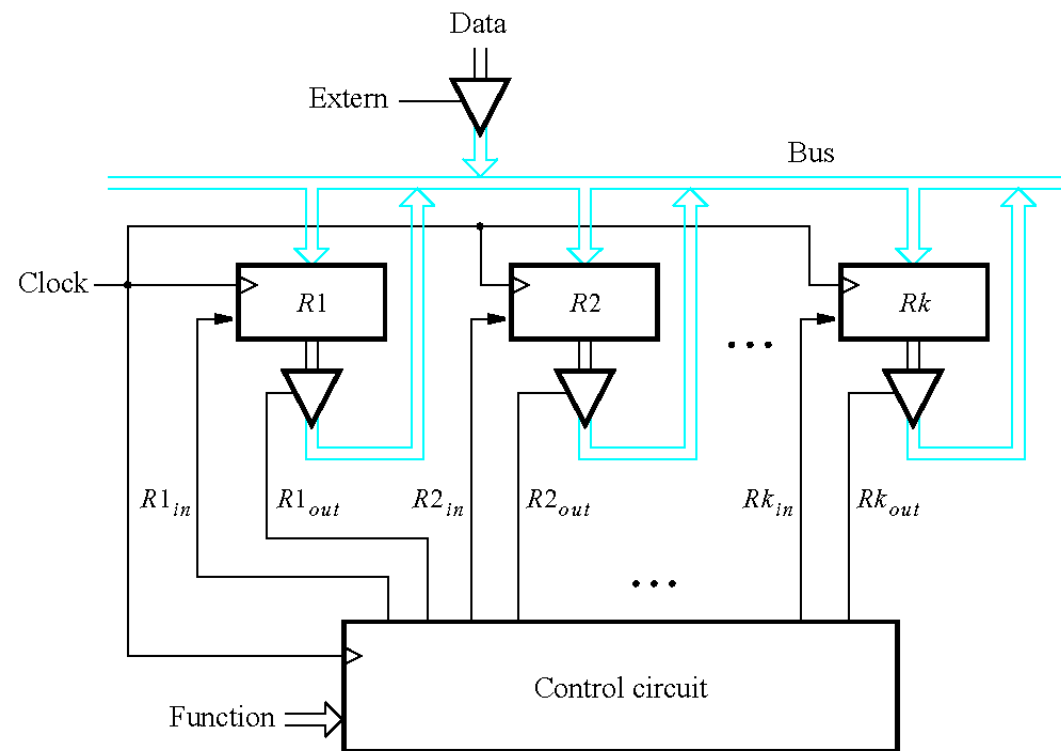 Data
Extern
Bus
Clock
R1
R2
Rk
. . .
R1in
R1out
R2in
R2out
Rkin
Rkout
. . .
Control circuit
Function